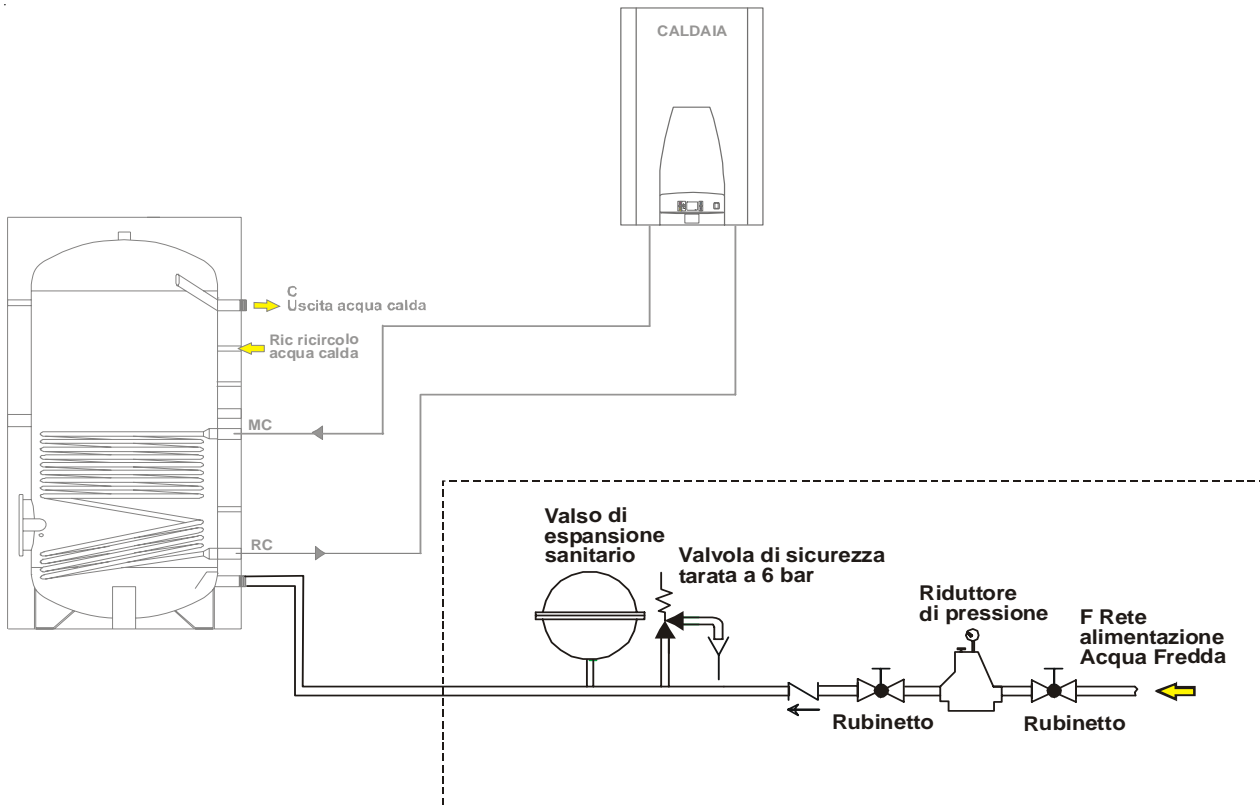 CALDAIA
C
Uscita acqua calda
Ric ricircolo
acqua calda
MC
RC
Valso di
espansione
sanitario
Valvola di sicurezza
tarata a 6 bar
Riduttore
di pressione
F Rete
alimentazione
Acqua Fredda
Rubinetto
Rubinetto